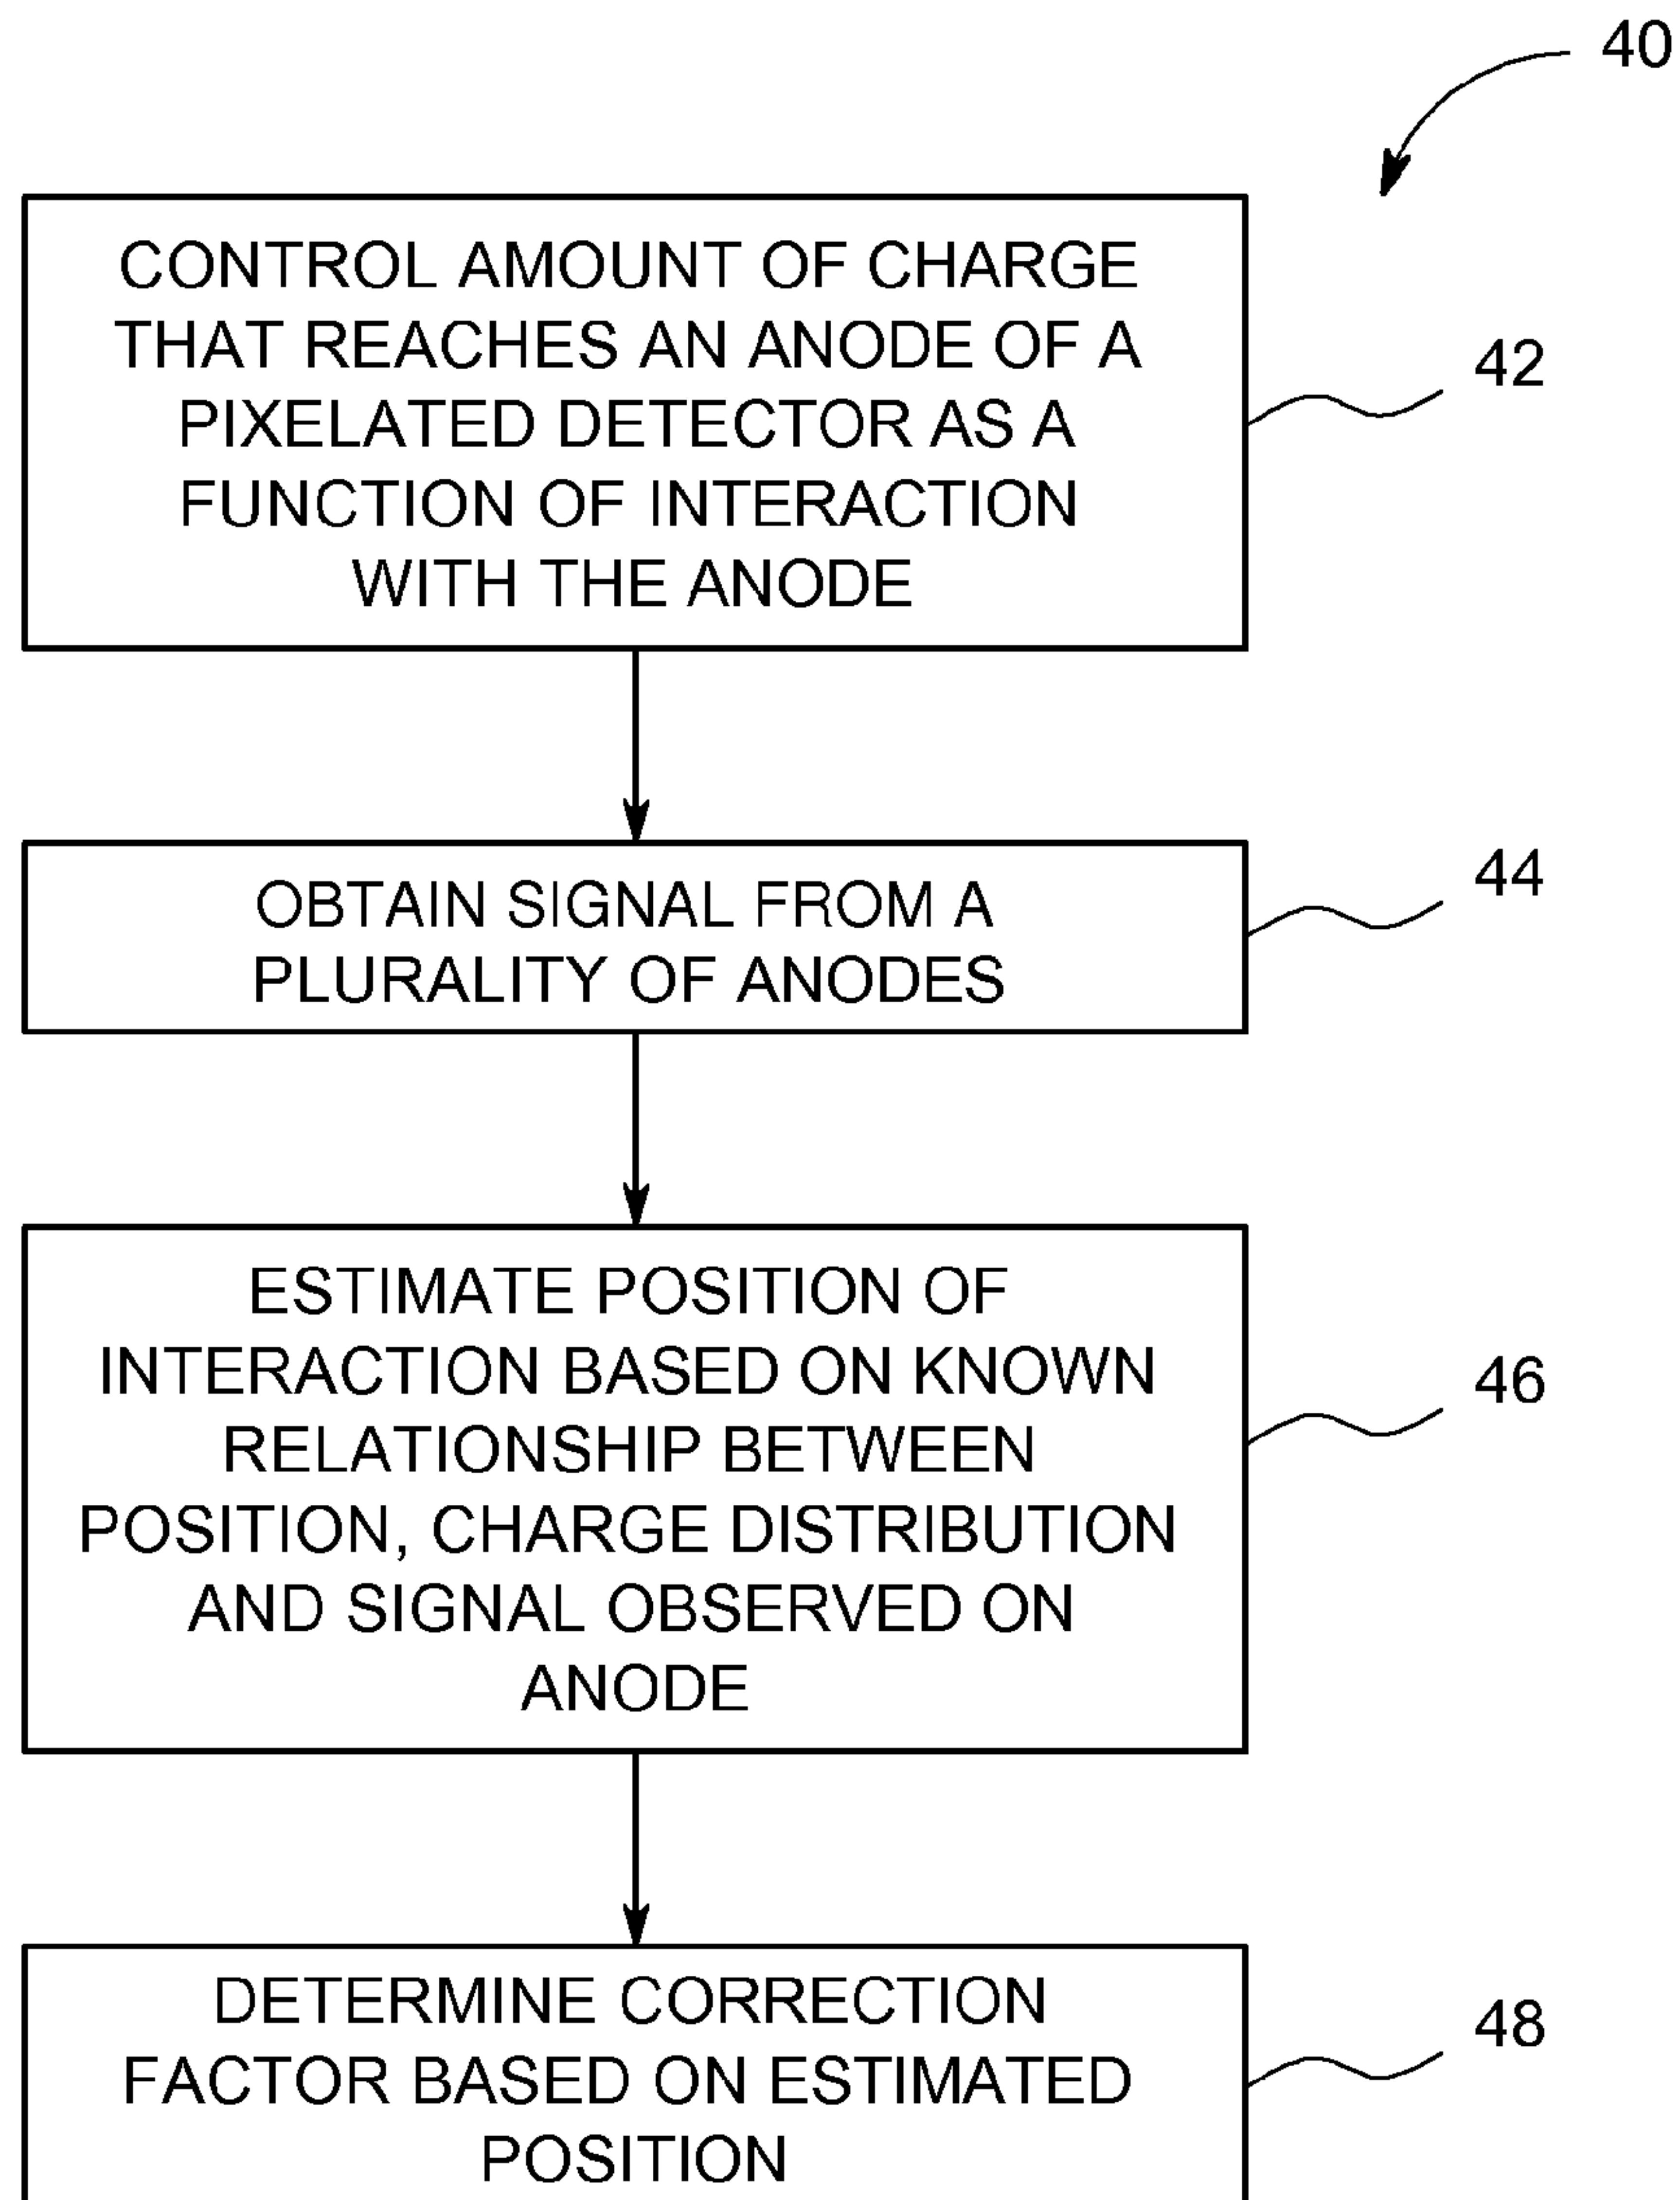 40
CONTROL AMOUNT OF CHARGE
THAT REACHES AN ANODE OF A
PIXELATED DETECTOR AS A
FUNCTION OF INTERACTION
WITH THE ANODE
42
OBTAIN SIGNAL FROM A
PLURALITY OF ANODES
44
ESTIMATE POSITION OF
INTERACTION BASED ON KNOWN
RELATIONSHIP BETWEEN
POSITION, CHARGE DISTRIBUTION
AND SIGNAL OBSERVED ON
ANODE
46
DETERMINE CORRECTION
FACTOR BASED ON ESTIMATED
POSITION
48